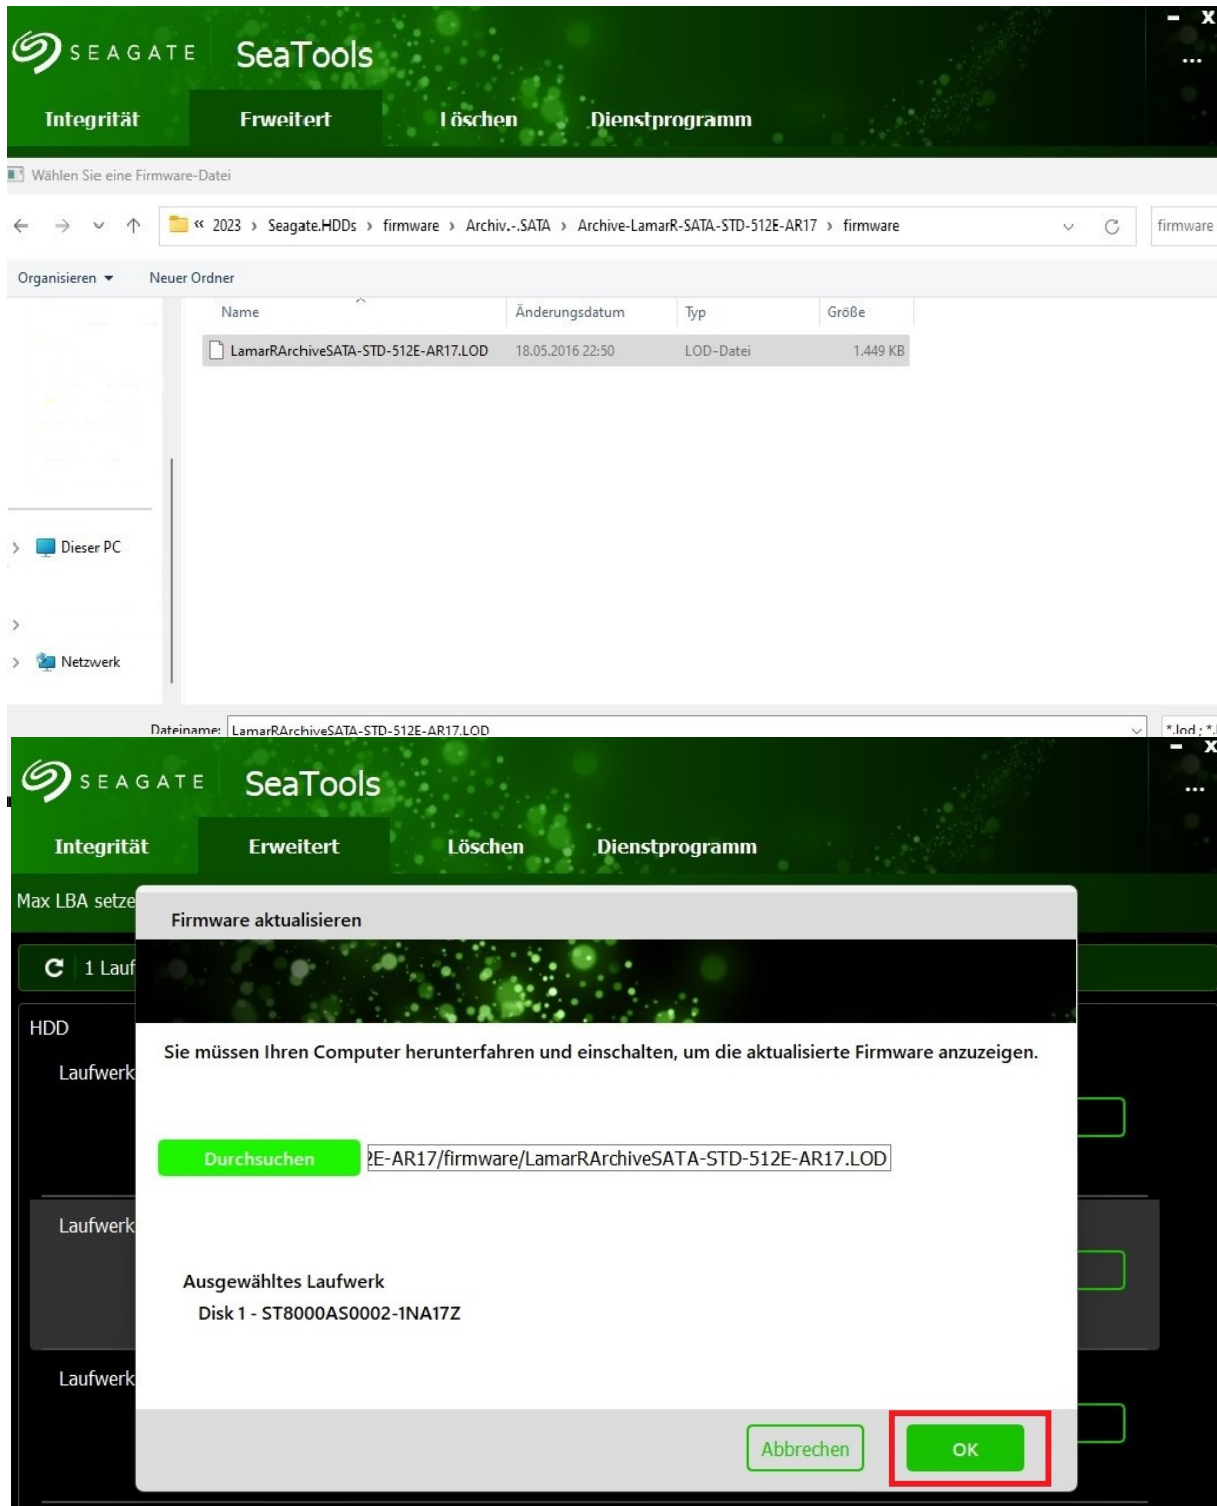 SEAGATE SeaTools
- X
...
Integrität Erweitert Löschen Dienstprogramm
Wählen Sie eine Firmware-Datei
« 2023 > Seagate.HDDs > firmware > Archiv.-.SATA > Archive-LamarR-SATA-STD-512E-AR17 > firmware
firmware
Organisieren Neuer Ordner
Name Änderungsdatum Typ Größe
LamarRArchiveSATA-STD-512E-AR17.LOD 18.05.2016 22:50 LOD-Datei 1.449 KB
Dieser PC
Netzwerk
Dateiname: LamarRArchiveSATA-STD-512E-AR17.LOD *.lod ; *.
SEAGATE SeaTools
- X
...
Integrität Erweitert Löschen Dienstprogramm
Max LBA setze
Firmware aktualisieren
1 Lauf
HDD
Sie müssen Ihren Computer herunterfahren und einschalten, um die aktualisierte Firmware anzuzeigen.
Laufwerk
Durchsuchen 2E-AR17/firmware/LamarRArchiveSATA-STD-512E-AR17.LOD
Laufwerk
Ausgewähltes Laufwerk
Disk 1 - ST8000AS0002-1NA17Z
Laufwerk
Abbrechen OK